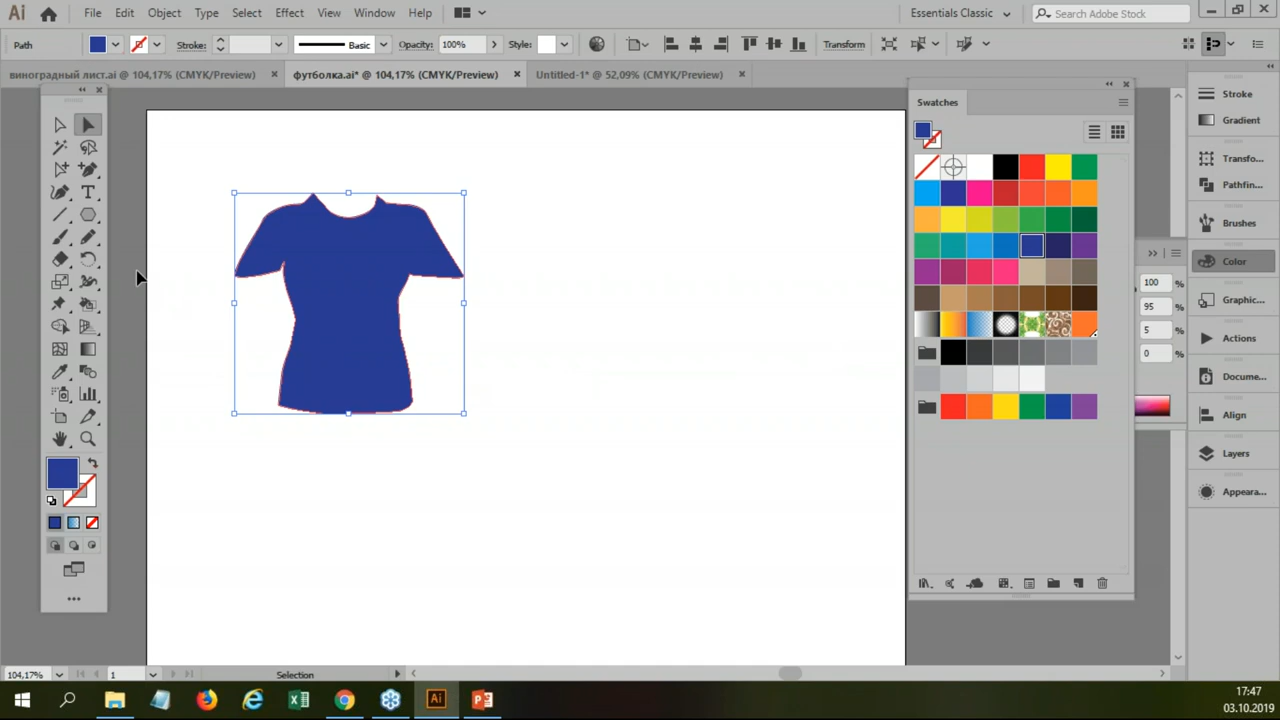 Ai File Edit Object Type Select Effect View Window Help Essentials Classic Search Adobe Stock
Path Stroke: Basic Opacity: 100% Style: Transform
виноградный лист.ai @ 104,17% (CMYK/Preview) футболка.ai* @ 104,17% (CMYK/Preview) Untitled-1* @ 52,09% (CMYK/Preview)
Swatches
Stroke
Gradient
Transfo...
Pathfin...
Brushes
Color
100 %
95 %
5 %
0 %
Graphic...
Actions
Docume...
Align
Layers
Appeara...
104,17% 1 Selection
Ai
17:47
03.10.2019